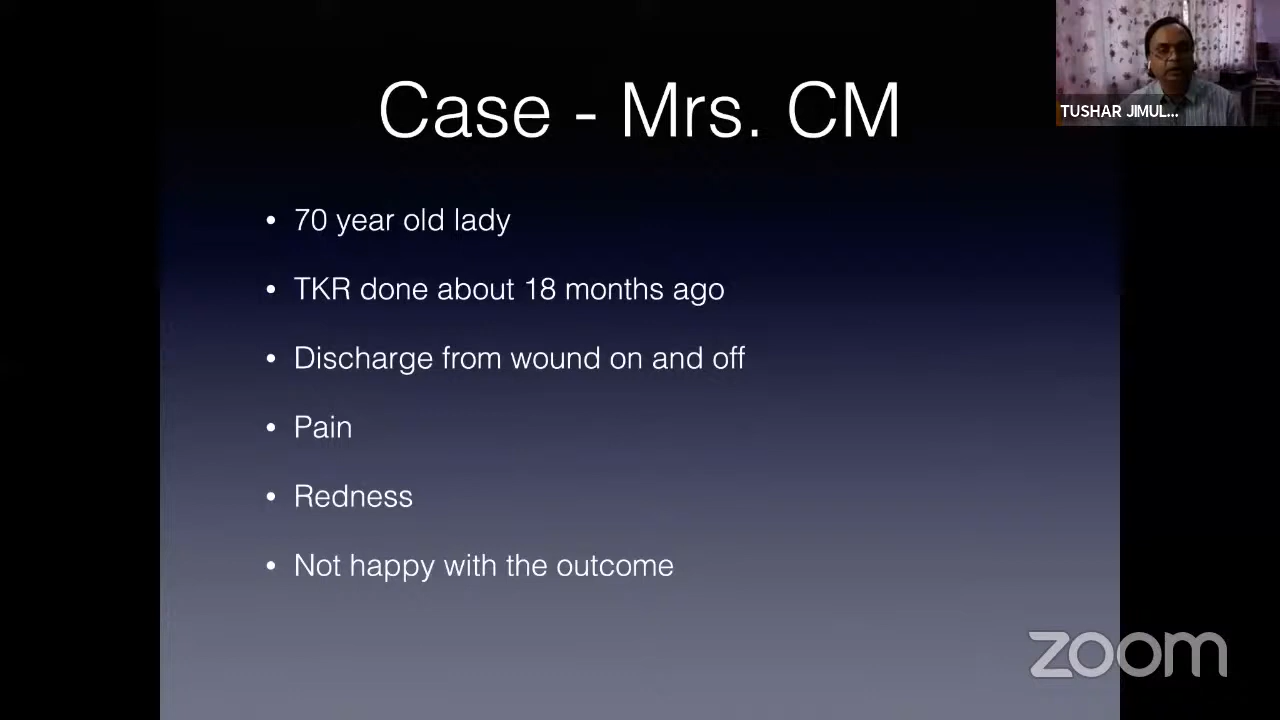 Case - Mrs. CM
TUSHAR JIMUL...
• 70 year old lady
• TKR done about 18 months ago
• Discharge from wound on and off
• Pain
• Redness
• Not happy with the outcome
zoom